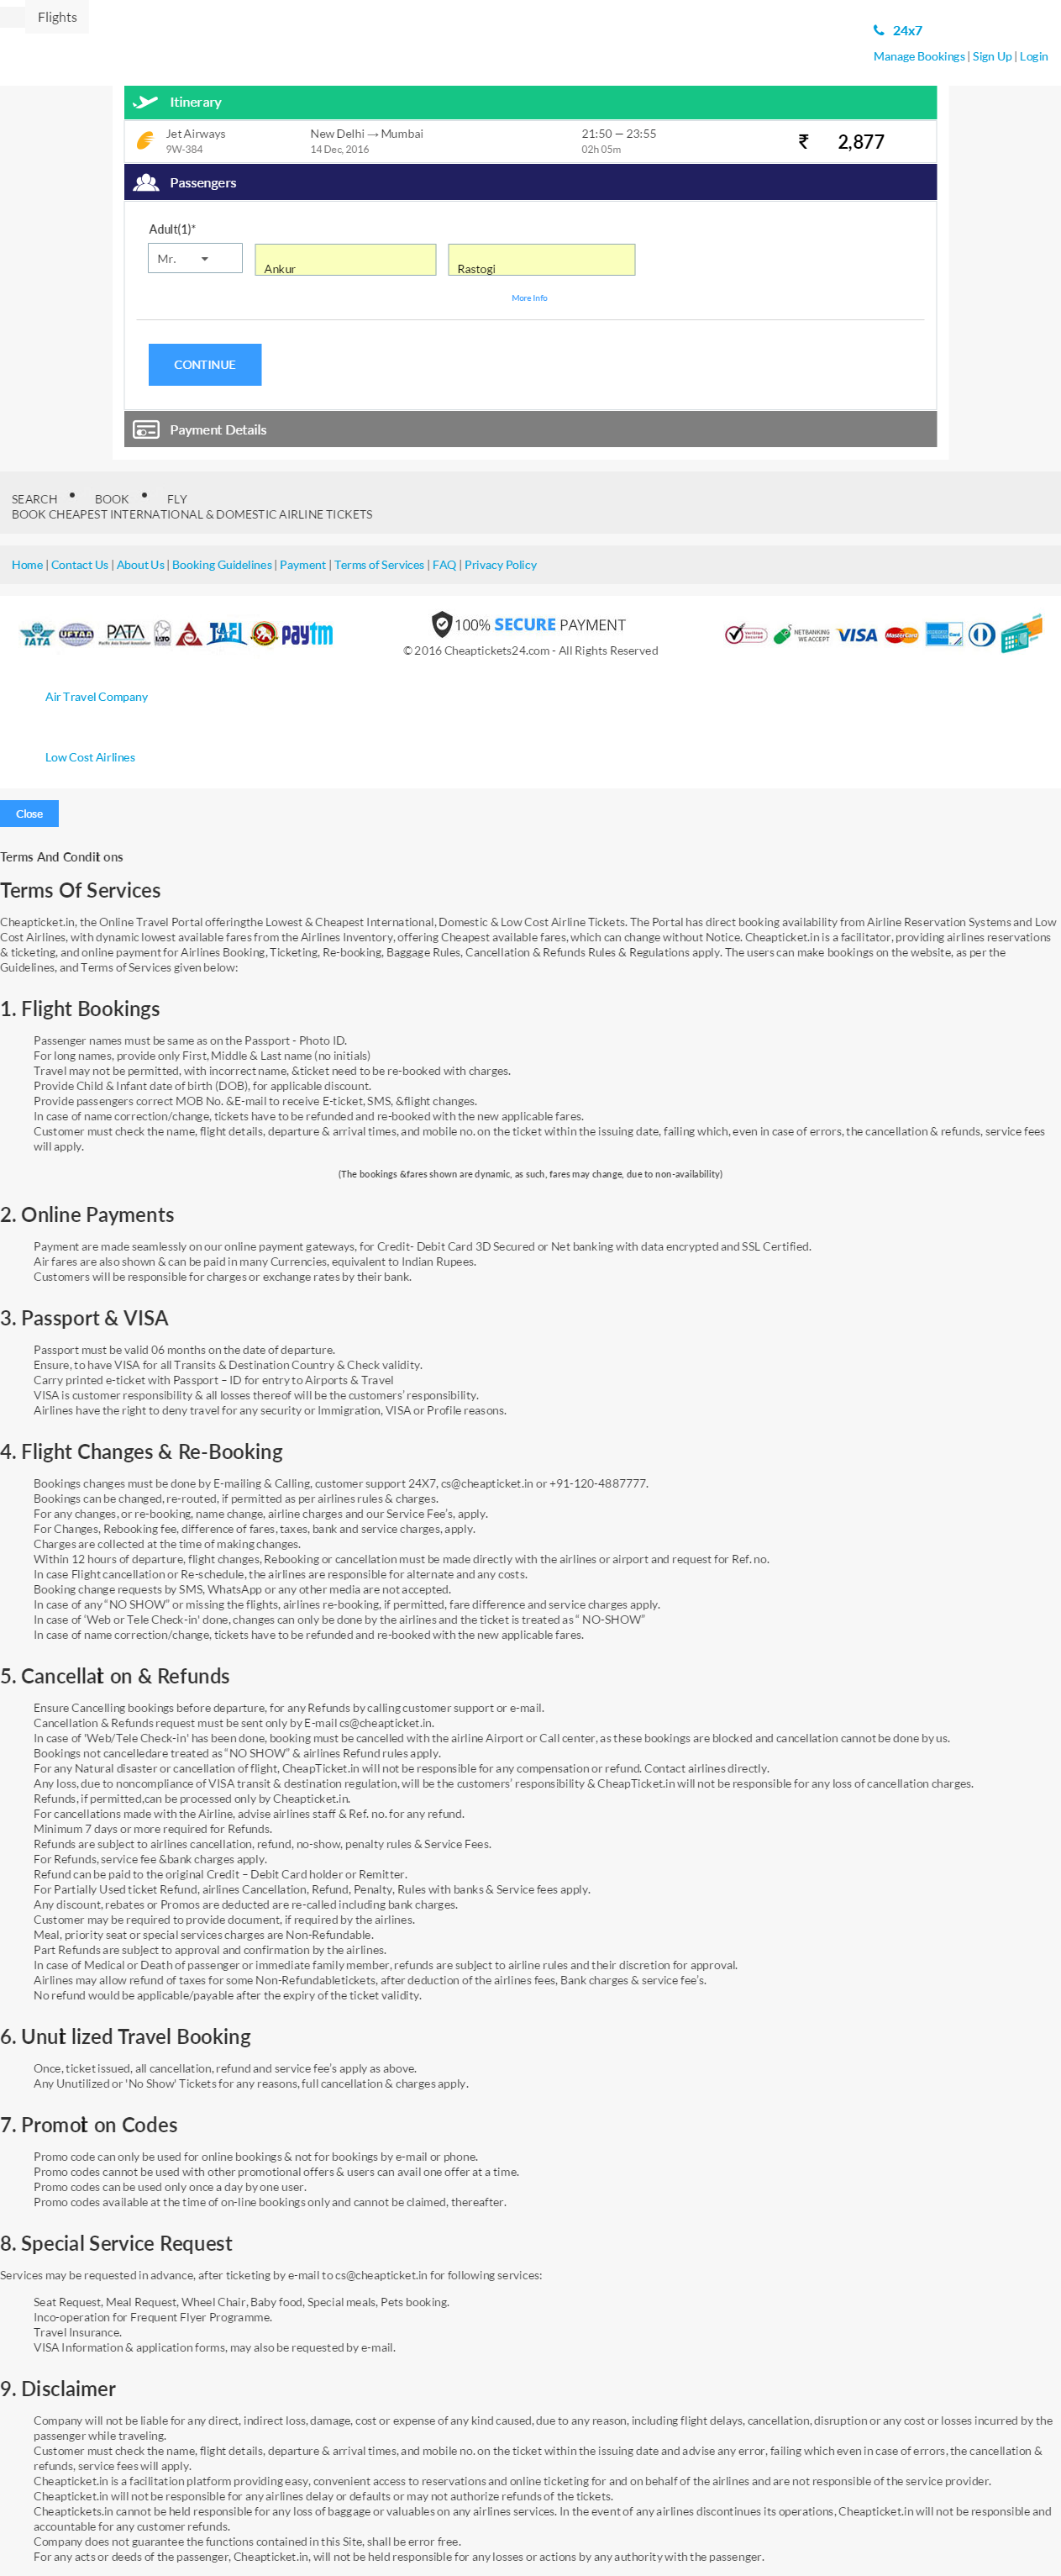 Flights
24x7
Manage Bookings | Sign Up | Login
Itinerary
Jet Airways New Delhi → Mumbai 21:50 — 23:55 ₹ 2,877
9W-384 14 Dec, 2016 02h 05m
Passengers
Adult(1)*
Mr. Ankur Rastogi
More Info
CONTINUE
Payment Details
SEARCH • BOOK • FLY
BOOK CHEAPEST INTERNATIONAL & DOMESTIC AIRLINE TICKETS
Home | Contact Us | About Us | Booking Guidelines | Payment | Terms of Services | FAQ | Privacy Policy
IATA UFTAA PATA TAFI paytm 100% SECURE PAYMENT NETBANKING WE ACCEPT VISA MasterCard
© 2016 Cheaptickets24.com - All Rights Reserved
Air Travel Company
Low Cost Airlines
Close
Terms And Condit ons
Terms Of Services
Cheapticket.in, the Online Travel Portal offeringthe Lowest & Cheapest International, Domestic & Low Cost Airline Tickets. The Portal has direct booking availability from Airline Reservation Systems and Low
Cost Airlines, with dynamic lowest available fares from the Airlines Inventory, offering Cheapest available fares, which can change without Notice. Cheapticket.in is a facilitator, providing airlines reservations
& ticketing, and online payment for Airlines Booking, Ticketing, Re-booking, Baggage Rules, Cancellation & Refunds Rules & Regulations apply. The users can make bookings on the website, as per the
Guidelines, and Terms of Services given below:
1. Flight Bookings
Passenger names must be same as on the Passport - Photo ID.
For long names, provide only First, Middle & Last name (no initials)
Travel may not be permitted, with incorrect name, &ticket need to be re-booked with charges.
Provide Child & Infant date of birth (DOB), for applicable discount.
Provide passengers correct MOB No. &E-mail to receive E-ticket, SMS, &flight changes.
In case of name correction/change, tickets have to be refunded and re-booked with the new applicable fares.
Customer must check the name, flight details, departure & arrival times, and mobile no. on the ticket within the issuing date, failing which, even in case of errors, the cancellation & refunds, service fees
will apply.
(The bookings &fares shown are dynamic, as such, fares may change, due to non-availability)
2. Online Payments
Payment are made seamlessly on our online payment gateways, for Credit- Debit Card 3D Secured or Net banking with data encrypted and SSL Certified.
Air fares are also shown & can be paid in many Currencies, equivalent to Indian Rupees.
Customers will be responsible for charges or exchange rates by their bank.
3. Passport & VISA
Passport must be valid 06 months on the date of departure.
Ensure, to have VISA for all Transits & Destination Country & Check validity.
Carry printed e-ticket with Passport – ID for entry to Airports & Travel
VISA is customer responsibility & all losses thereof will be the customers' responsibility.
Airlines have the right to deny travel for any security or Immigration, VISA or Profile reasons.
4. Flight Changes & Re-Booking
Bookings changes must be done by E-mailing & Calling, customer support 24X7, cs@cheapticket.in or +91-120-4887777.
Bookings can be changed, re-routed, if permitted as per airlines rules & charges.
For any changes, or re-booking, name change, airline charges and our Service Fee's, apply.
For Changes, Rebooking fee, difference of fares, taxes, bank and service charges, apply.
Charges are collected at the time of making changes.
Within 12 hours of departure, flight changes, Rebooking or cancellation must be made directly with the airlines or airport and request for Ref. no.
In case Flight cancellation or Re-schedule, the airlines are responsible for alternate and any costs.
Booking change requests by SMS, WhatsApp or any other media are not accepted.
In case of any “NO SHOW” or missing the flights, airlines re-booking, if permitted, fare difference and service charges apply.
In case of 'Web or Tele Check-in' done, changes can only be done by the airlines and the ticket is treated as “ NO-SHOW”
In case of name correction/change, tickets have to be refunded and re-booked with the new applicable fares.
5. Cancellat on & Refunds
Ensure Cancelling bookings before departure, for any Refunds by calling customer support or e-mail.
Cancellation & Refunds request must be sent only by E-mail cs@cheapticket.in.
In case of 'Web/Tele Check-in' has been done, booking must be cancelled with the airline Airport or Call center, as these bookings are blocked and cancellation cannot be done by us.
Bookings not cancelledare treated as “NO SHOW” & airlines Refund rules apply.
For any Natural disaster or cancellation of flight, CheapTicket.in will not be responsible for any compensation or refund. Contact airlines directly.
Any loss, due to noncompliance of VISA transit & destination regulation, will be the customers' responsibility & CheapTicket.in will not be responsible for any loss of cancellation charges.
Refunds, if permitted,can be processed only by Cheapticket.in.
For cancellations made with the Airline, advise airlines staff & Ref. no. for any refund.
Minimum 7 days or more required for Refunds.
Refunds are subject to airlines cancellation, refund, no-show, penalty rules & Service Fees.
For Refunds, service fee &bank charges apply.
Refund can be paid to the original Credit – Debit Card holder or Remitter.
For Partially Used ticket Refund, airlines Cancellation, Refund, Penalty, Rules with banks & Service fees apply.
Any discount, rebates or Promos are deducted are re-called including bank charges.
Customer may be required to provide document, if required by the airlines.
Meal, priority seat or special services charges are Non-Refundable.
Part Refunds are subject to approval and confirmation by the airlines.
In case of Medical or Death of passenger or immediate family member, refunds are subject to airline rules and their discretion for approval.
Airlines may allow refund of taxes for some Non-Refundabletickets, after deduction of the airlines fees, Bank charges & service fee's.
No refund would be applicable/payable after the expiry of the ticket validity.
6. Unut lized Travel Booking
Once, ticket issued, all cancellation, refund and service fee's apply as above.
Any Unutilized or 'No Show' Tickets for any reasons, full cancellation & charges apply.
7. Promot on Codes
Promo code can only be used for online bookings & not for bookings by e-mail or phone.
Promo codes cannot be used with other promotional offers & users can avail one offer at a time.
Promo codes can be used only once a day by one user.
Promo codes available at the time of on-line bookings only and cannot be claimed, thereafter.
8. Special Service Request
Services may be requested in advance, after ticketing by e-mail to cs@cheapticket.in for following services:
Seat Request, Meal Request, Wheel Chair, Baby food, Special meals, Pets booking.
Inco-operation for Frequent Flyer Programme.
Travel Insurance.
VISA Information & application forms, may also be requested by e-mail.
9. Disclaimer
Company will not be liable for any direct, indirect loss, damage, cost or expense of any kind caused, due to any reason, including flight delays, cancellation, disruption or any cost or losses incurred by the
passenger while traveling.
Customer must check the name, flight details, departure & arrival times, and mobile no. on the ticket within the issuing date and advise any error, failing which even in case of errors, the cancellation &
refunds, service fees will apply.
Cheapticket.in is a facilitation platform providing easy, convenient access to reservations and online ticketing for and on behalf of the airlines and are not responsible of the service provider.
Cheapticket.in will not be responsible for any airlines delay or defaults or may not authorize refunds of the tickets.
Cheaptickets.in cannot be held responsible for any loss of baggage or valuables on any airlines services. In the event of any airlines discontinues its operations, Cheapticket.in will not be responsible and
accountable for any customer refunds.
Company does not guarantee the functions contained in this Site, shall be error free.
For any acts or deeds of the passenger, Cheapticket.in, will not be held responsible for any losses or actions by any authority with the passenger.